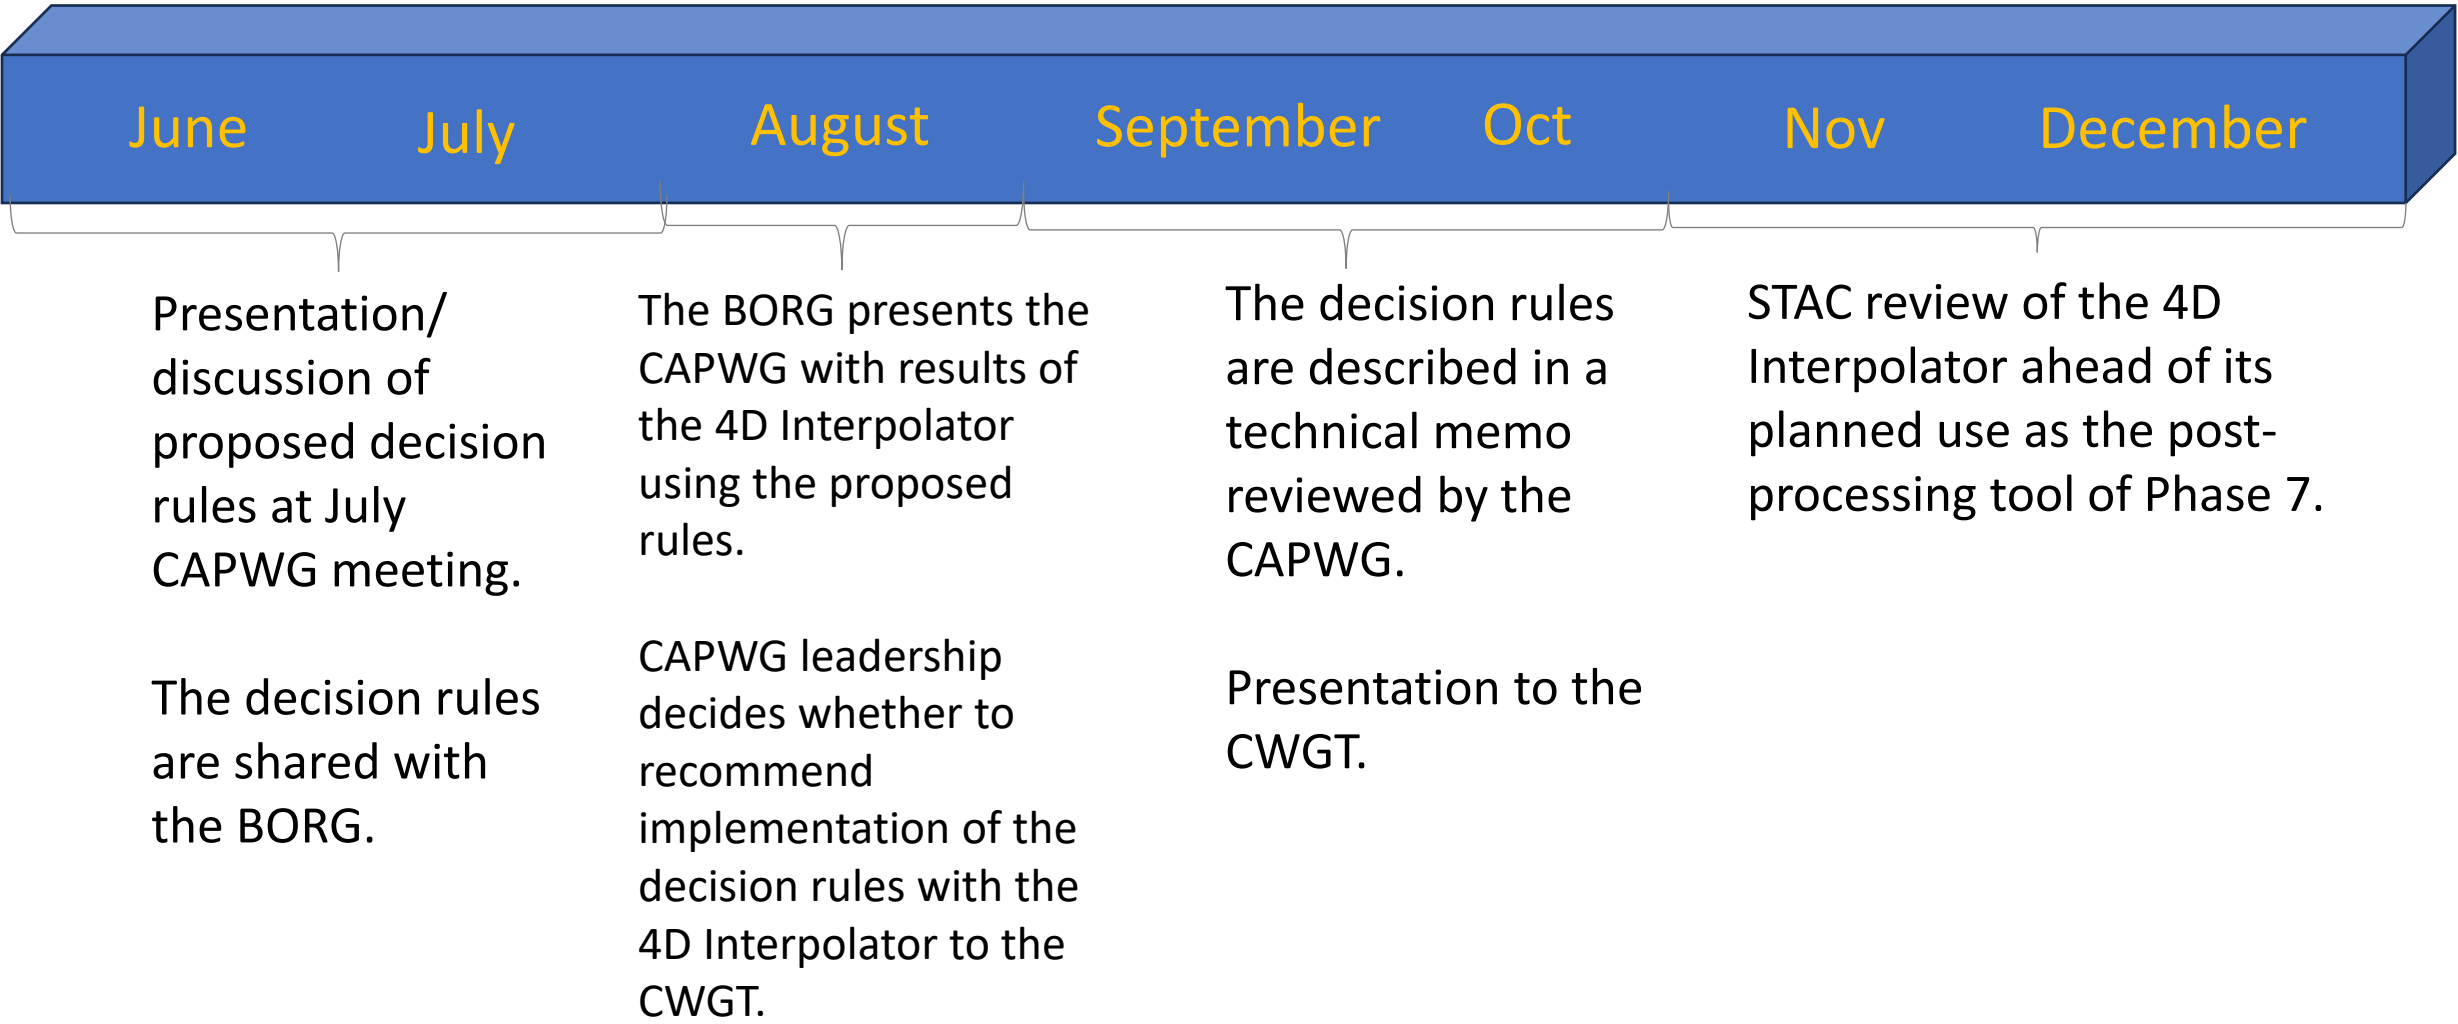 June July August September Oct Nov December
Presentation/
discussion of
proposed decision
rules at July
CAPWG meeting.
The decision rules
are shared with
the BORG.
The BORG presents the
CAPWG with results of
the 4D Interpolator
using the proposed
rules.
CAPWG leadership
decides whether to
recommend
implementation of the
decision rules with the
4D Interpolator to the
CWGT.
The decision rules
are described in a
technical memo
reviewed by the
CAPWG.
Presentation to the
CWGT.
STAC review of the 4D
Interpolator ahead of its
planned use as the post-
processing tool of Phase 7.